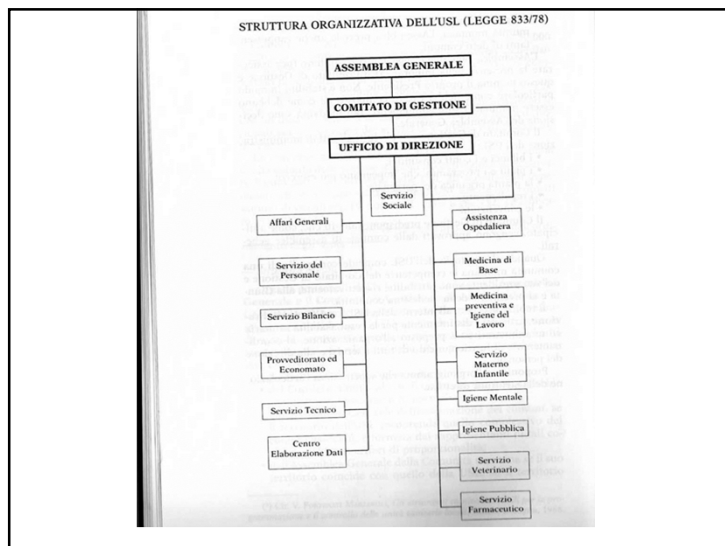 STRUTTURA ORGANIZZATIVA DELL'USL (LEGGE 833/78)
ASSEMBLEA GENERALE
COMITATO DI GESTIONE
UFFICIO DI DIREZIONE
Servizio
Sociale
Affari Generali
Servizio del
Personale
Servizio Bilancio
Provveditorato ed
Economato
Servizio Tecnico
Centro
Elaborazione Dati
Assistenza
Ospedaliera
Medicina di
Base
Medicina
preventiva e
Igiene del
Lavoro
Servizio
Materno
Infantile
Igiene Mentale
Igiene Pubblica
Servizio
Veterinario
Servizio
Farmaceutico